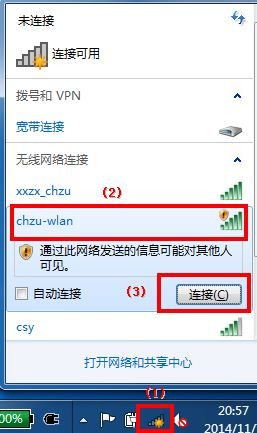 未连接
连接可用
拨号和 VPN
宽带连接
无线网络连接
xxzx_chzu
(2)
chzu-wlan
通过此网络发送的信息可能对其他人
可见。
自动连接
(3)
连接(C)
csy
打开网络和共享中心
(1)
00%
20:57
2014/11/